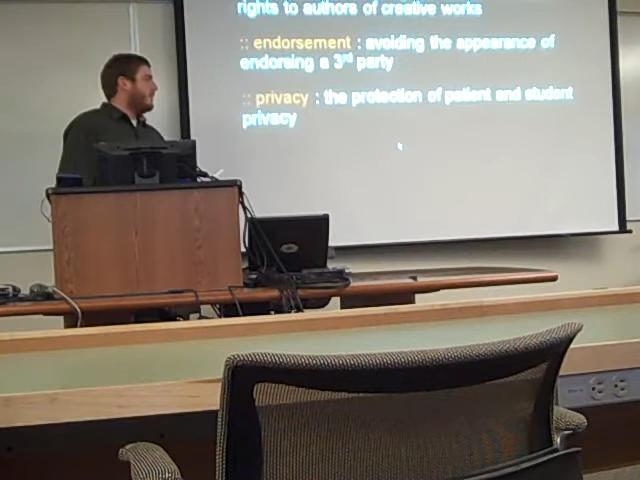 rights to authors of creative works
:: endorsement : avoiding the appearance of
endorsing a 3rd party
:: privacy : the protection of patient and student
privacy